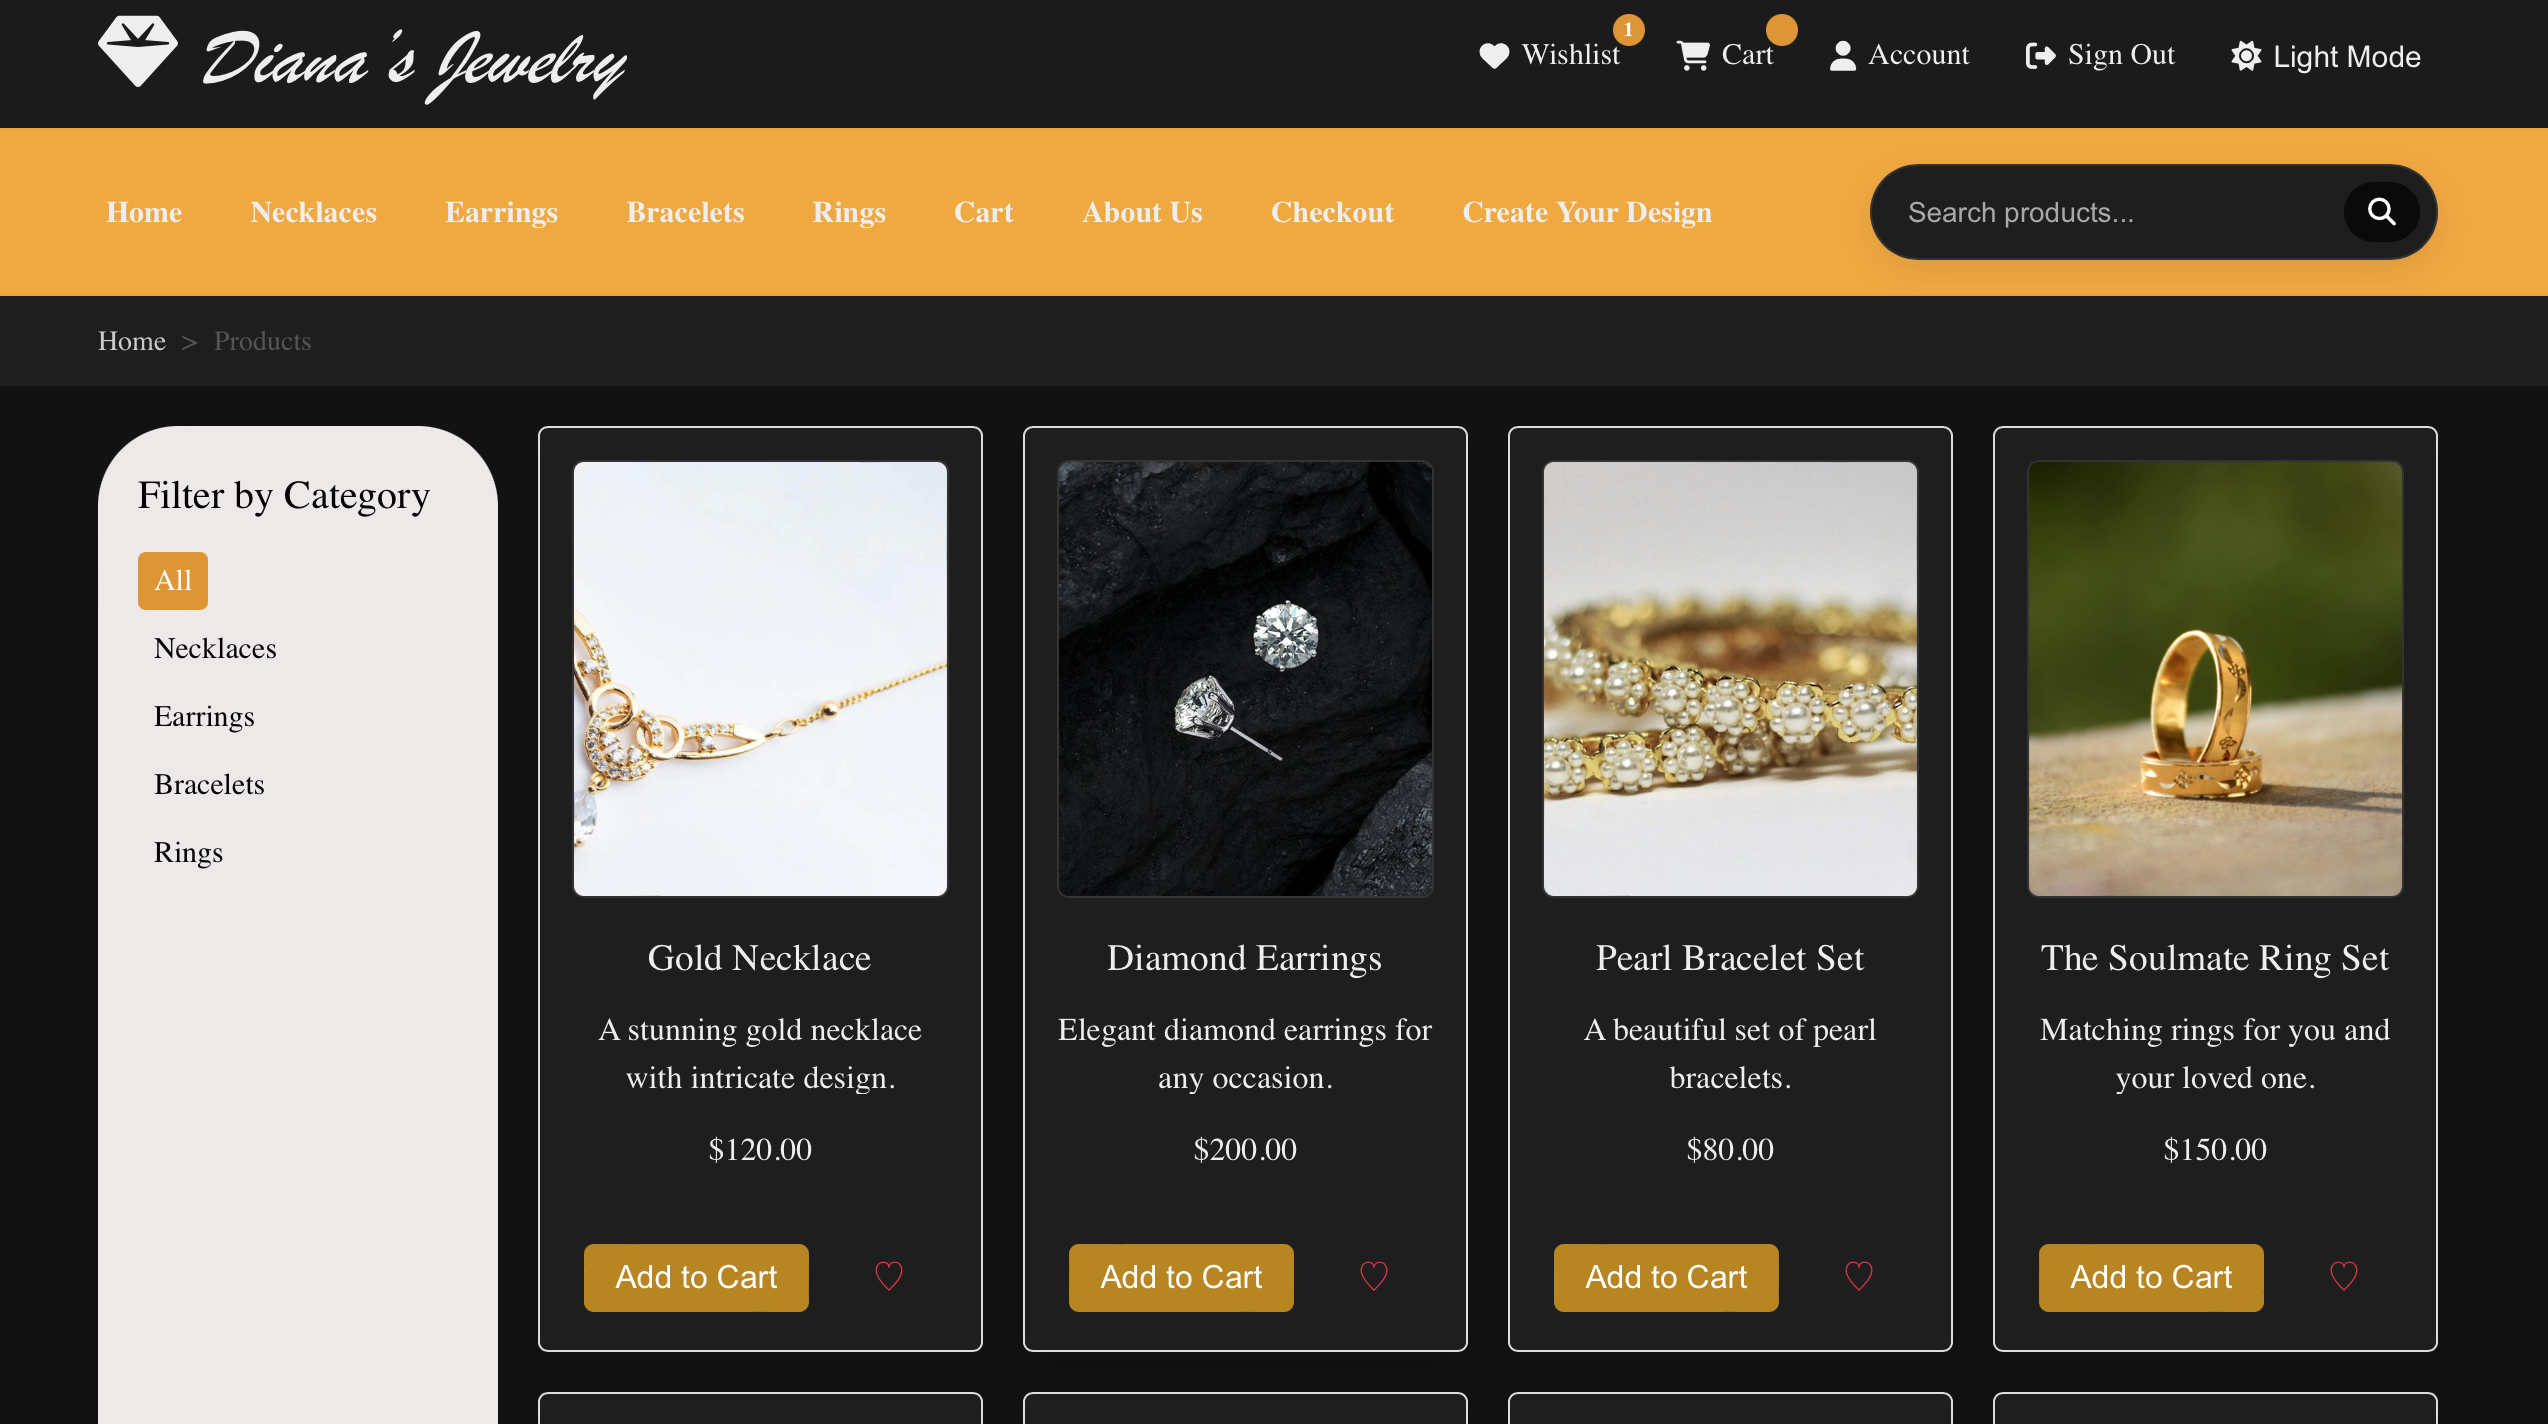 Diana's Jewelry
Wishlist 1 Cart Account Sign Out Light Mode
Home Necklaces Earrings Bracelets Rings Cart About Us Checkout Create Your Design Search products...
Home > Products
Filter by Category
All
Necklaces
Earrings
Bracelets
Rings
Gold Necklace
A stunning gold necklace
with intricate design.
$120.00
Add to Cart
Diamond Earrings
Elegant diamond earrings for
any occasion.
$200.00
Add to Cart
Pearl Bracelet Set
A beautiful set of pearl
bracelets.
$80.00
Add to Cart
The Soulmate Ring Set
Matching rings for you and
your loved one.
$150.00
Add to Cart